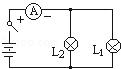 + A −
L₂ L₁